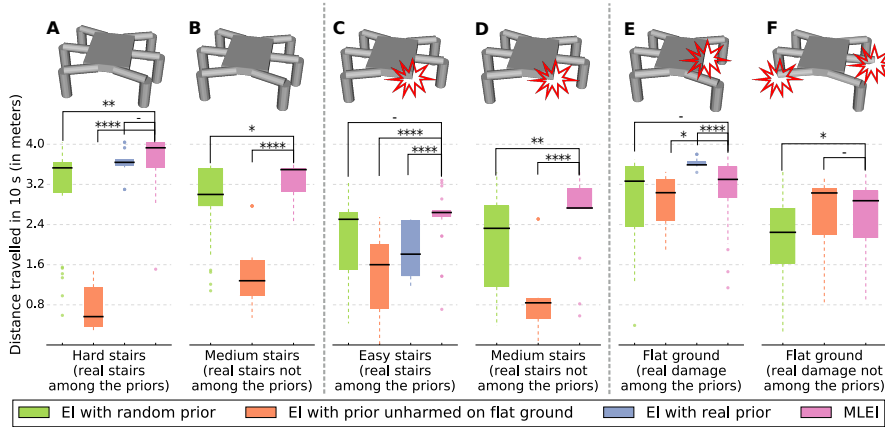 A B C D E F
** - **** * **** - **** **** ** **** - * **** * -
Distance travelled in 10 s (in meters)
4.0
3.2
2.4
1.6
0.8
Hard stairs
(real stairs
among the priors)
Medium stairs
(real stairs not
among the priors)
Easy stairs
(real stairs
among the priors)
Medium stairs
(real stairs not
among the priors)
Flat ground
(real damage
among the priors)
Flat ground
(real damage not
among the priors)
EI with random prior EI with prior unharmed on flat ground EI with real prior MLEI